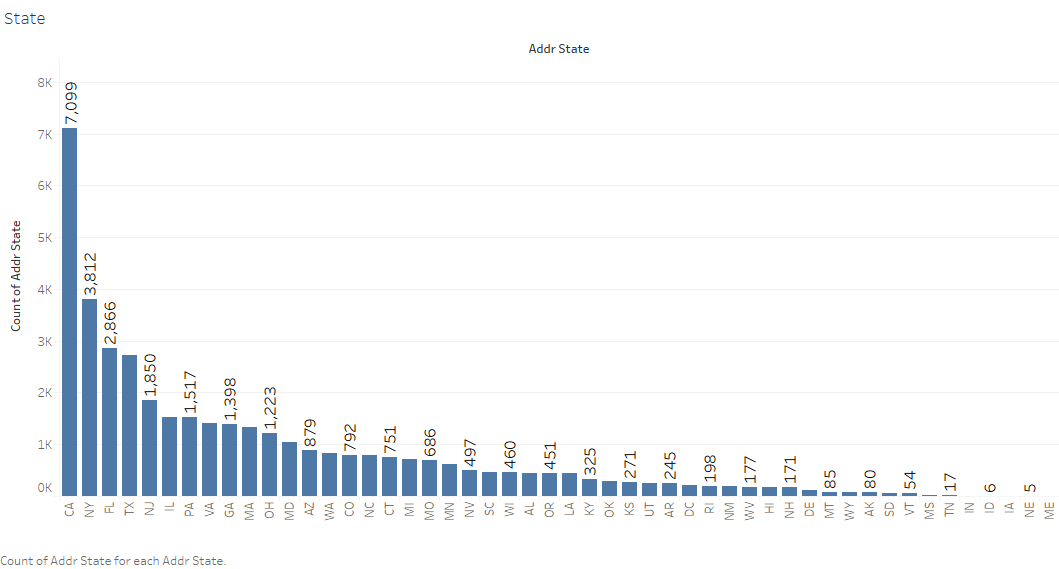 State
Addr State
Count of Addr State
8K
7K
6K
5K
4K
3K
2K
1K
0K
7,099
3,812
2,866
1,850
1,517
1,398
1,223
879
792
751
686
497
460
451
325
271
245
198
177
171
85
80
54
17
6
5
CA NY FL TX NJ IL PA VA GA MA OH MD AZ WA CO NC CT MI MO MN NV SC WI AL OR LA KY OK KS UT AR DC RI NM WV HI NH DE MT WY AK SD VT MS TN IN ID IA NE ME
Count of Addr State for each Addr State.